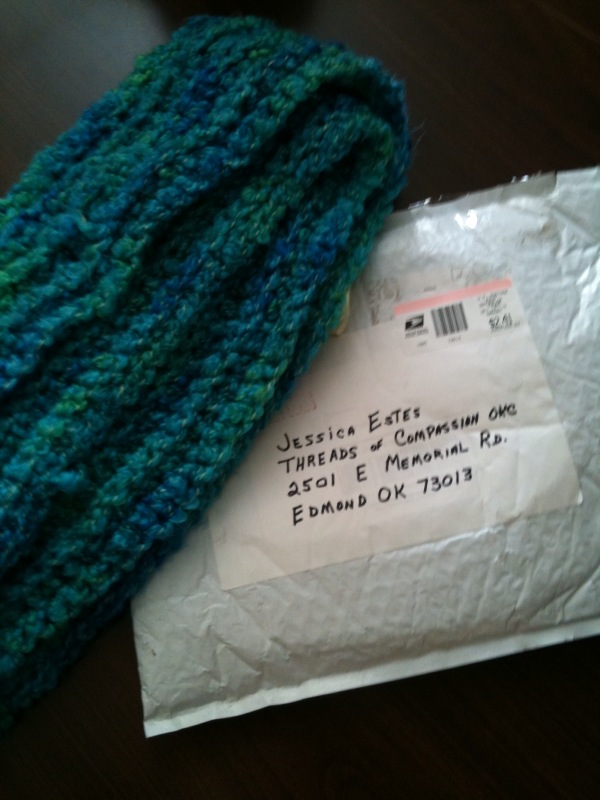 Jessica Estes
Threads of Compassion OKC
2501 E Memorial Rd.
Edmond OK 73013